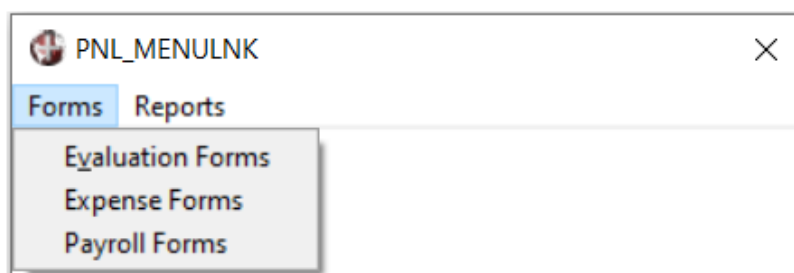 PNL_MENULNK
Forms Reports
Evaluation Forms
Expense Forms
Payroll Forms